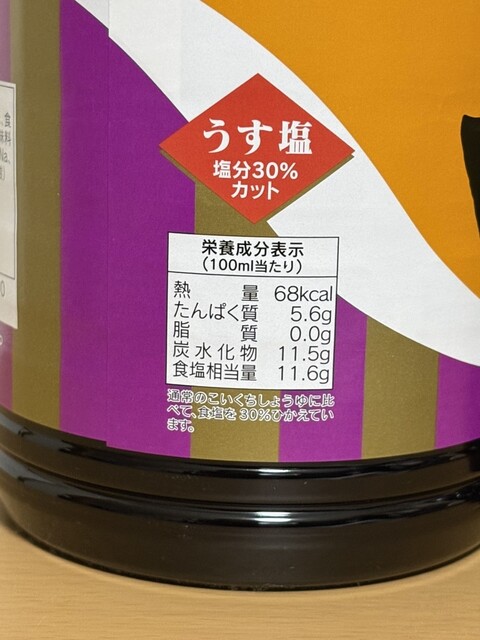 うす塩
塩分30%
カット
食
料
Na,
栄養成分表示
(100ml当たり)
熱量 68kcal
たんぱく質 5.6g
脂質 0.0g
炭水化物 11.5g
食塩相当量 11.6g
通常のこいくちしょうゆに比
べて、食塩を30%ひかえてい
ます。